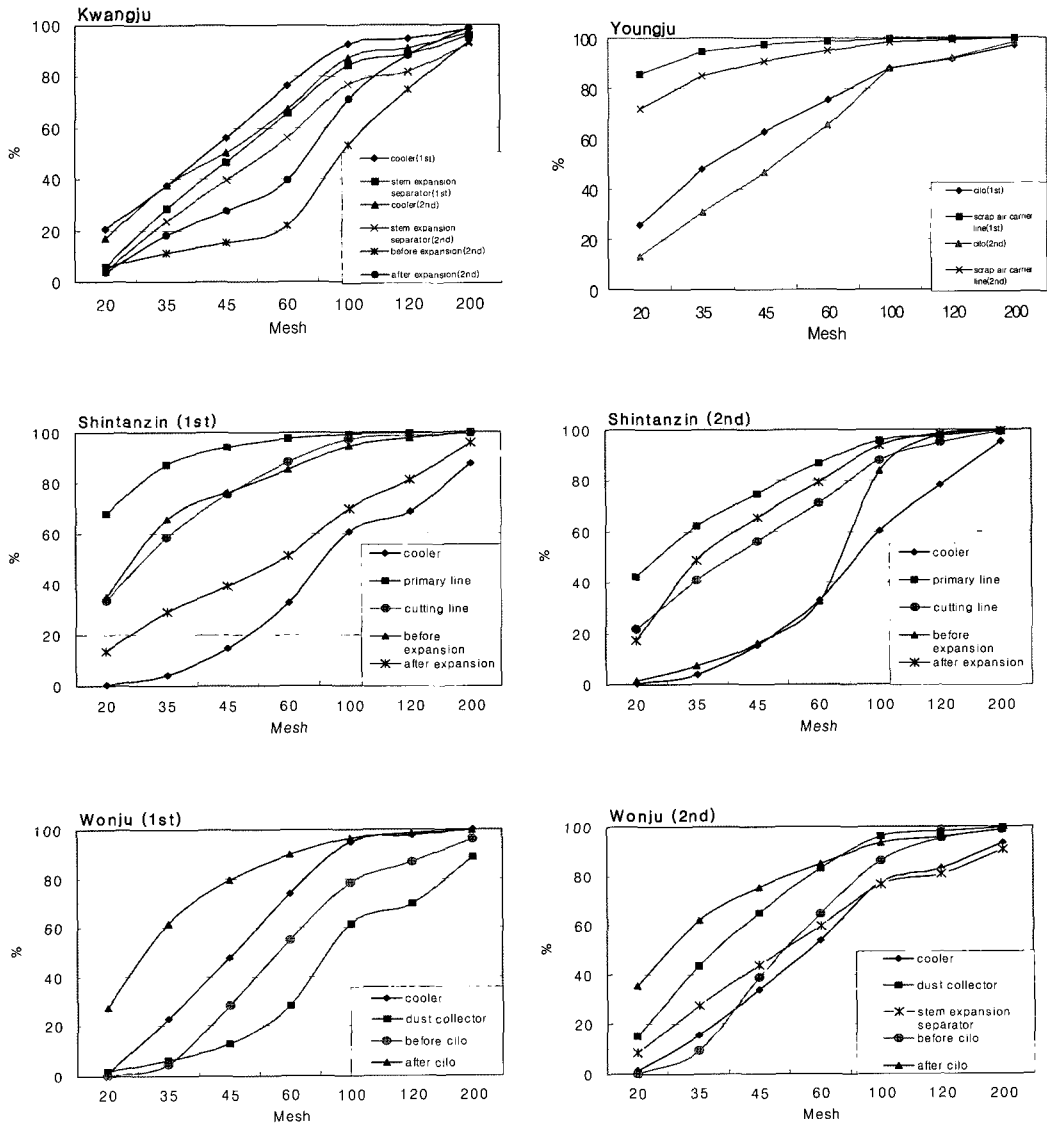 Kwangju
100
80
60
40
20
0
%
20 35 45 60 100 120 200
Mesh
cooler(1st)
stem expansion
separator(1st)
cooler(2nd)
stem expansion
separator(2nd)
before expansion(2nd)
after expansion(2nd)
Youngju
100
80
60
40
20
0
%
20 35 45 60 100 120 200
Mesh
cilo(1st)
scrap air carrier
line(1st)
cilo(2nd)
scrap air carrier
line(2nd)
Shintanzin (1st)
100
80
60
40
20
0
%
20 35 45 60 100 120 200
Mesh
cooler
primary line
cutting line
before
expansion
after expansion
Shintanzin (2nd)
100
80
60
40
20
0
%
20 35 45 60 100 120 200
Mesh
cooler
primary line
cutting line
before
expansion
after expansion
Wonju (1st)
100
80
60
40
20
0
%
20 35 45 60 100 120 200
Mesh
cooler
dust collector
before cilo
after cilo
Wonju (2nd)
100
80
60
40
20
0
%
20 35 45 60 100 120 200
Mesh
cooler
dust collector
stem expansion
separator
before cilo
after cilo